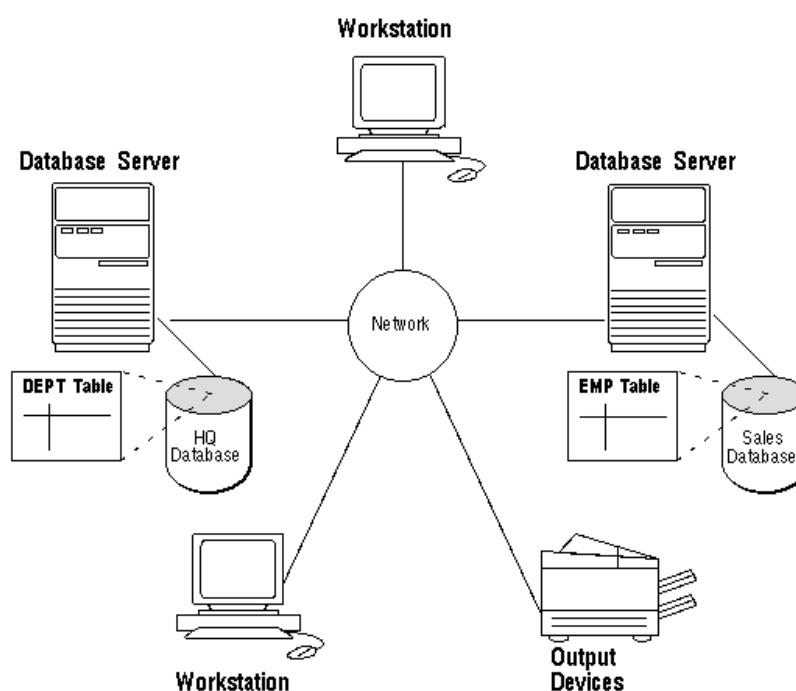 Workstation
Database Server
Database Server
Network
DEPT Table
HQ
Database
EMP Table
Sales
Database
Workstation
Output
Devices